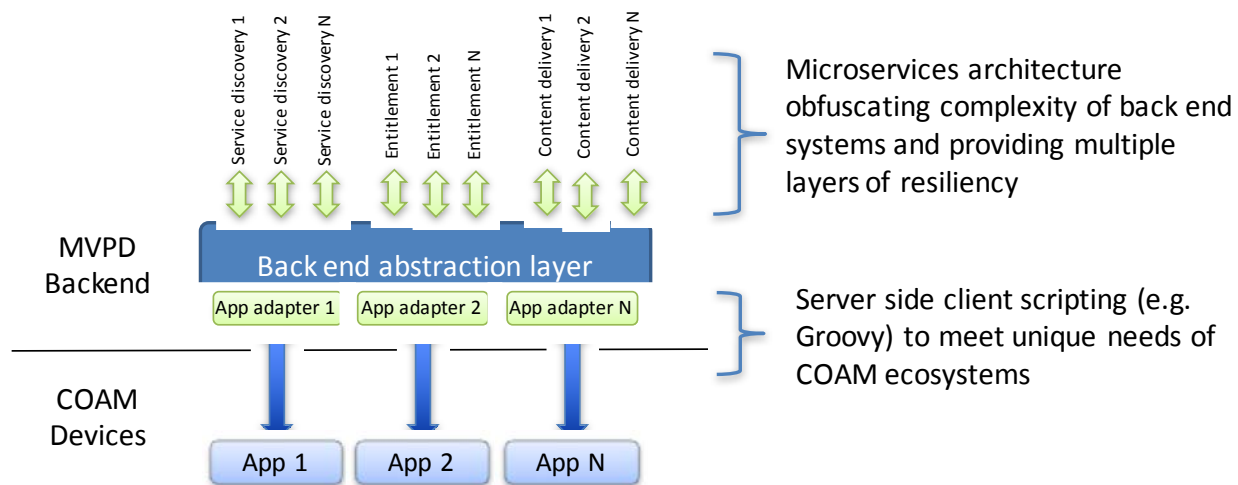 Service discovery 1
Service discovery 2
Service discovery N
Entitlement 1
Entitlement 2
Entitlement N
Content delivery 1
Content delivery 2
Content delivery N
Microservices architecture
obfuscating complexity of back end
systems and providing multiple
layers of resiliency
MVPD
Backend
Back end abstraction layer
App adapter 1
App adapter 2
App adapter N
Server side client scripting (e.g.
Groovy) to meet unique needs of
COAM ecosystems
COAM
Devices
App 1
App 2
App N